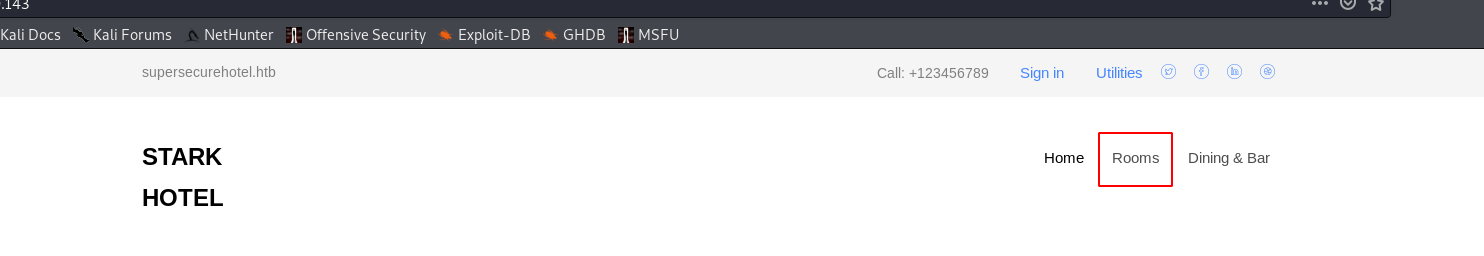 .143
Kali Docs Kali Forums NetHunter Offensive Security Exploit-DB GHDB MSFU
supersecurehotel.htb Call: +123456789 Sign in Utilities
STARK
HOTEL
Home Rooms Dining & Bar